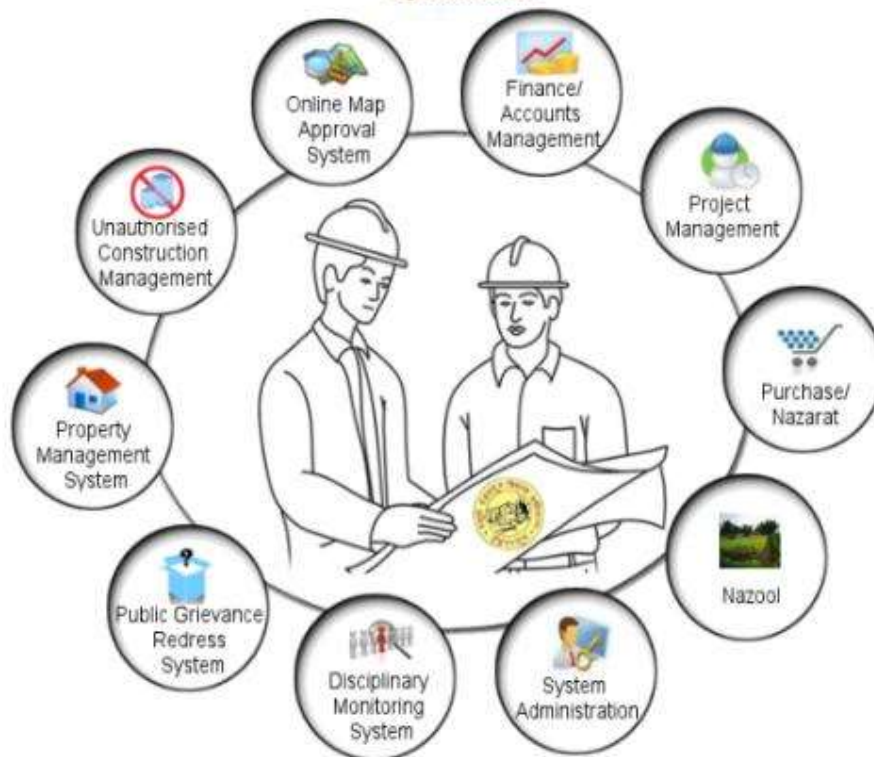 Online Map
Approval
System
Finance/
Accounts
Management
Project
Management
Purchase/
Nazarat
Nazool
System
Administration
Disciplinary
Monitoring
System
Public Grievance
Redress
System
Property
Management
System
Unauthorised
Construction
Management